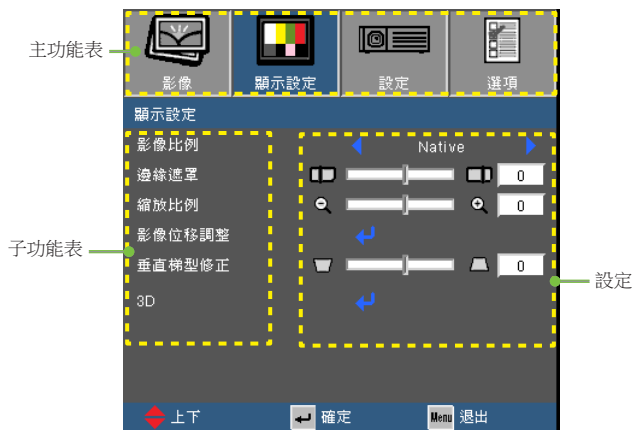 主功能表
影像 顯示設定 設定 選項
顯示設定
影像比例 Native
邊緣遮罩 0
縮放比例 0
影像位移調整
子功能表
垂直梯型修正 0
設定
3D
上下 確定 Menu 退出